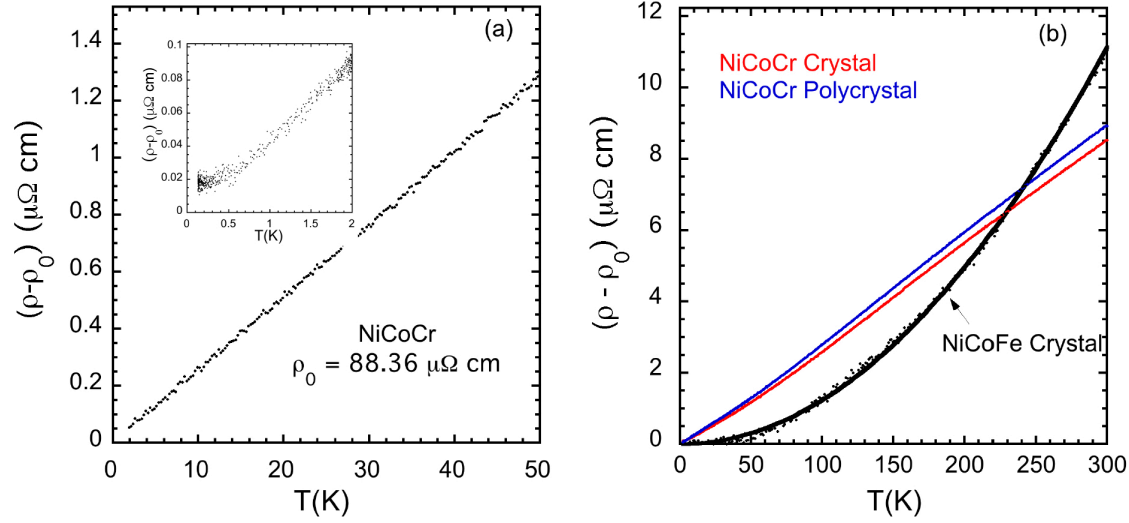 (a)
1.4
1.2
1
0.8
0.6
0.4
0.2
0
(ρ-ρ0) (μΩ cm)
0 10 20 30 40 50
T(K)
0.1
0.08
0.06
0.04
0.02
0
(ρ-ρ0) (μΩ cm)
0 0.5 1 1.5 2
T(K)
NiCoCr
ρ0 = 88.36 μΩ cm
(b)
12
10
8
6
4
2
0
(ρ - ρ0) (μΩ cm)
NiCoCr Crystal
NiCoCr Polycrystal
NiCoFe Crystal
0 50 100 150 200 250 300
T(K)